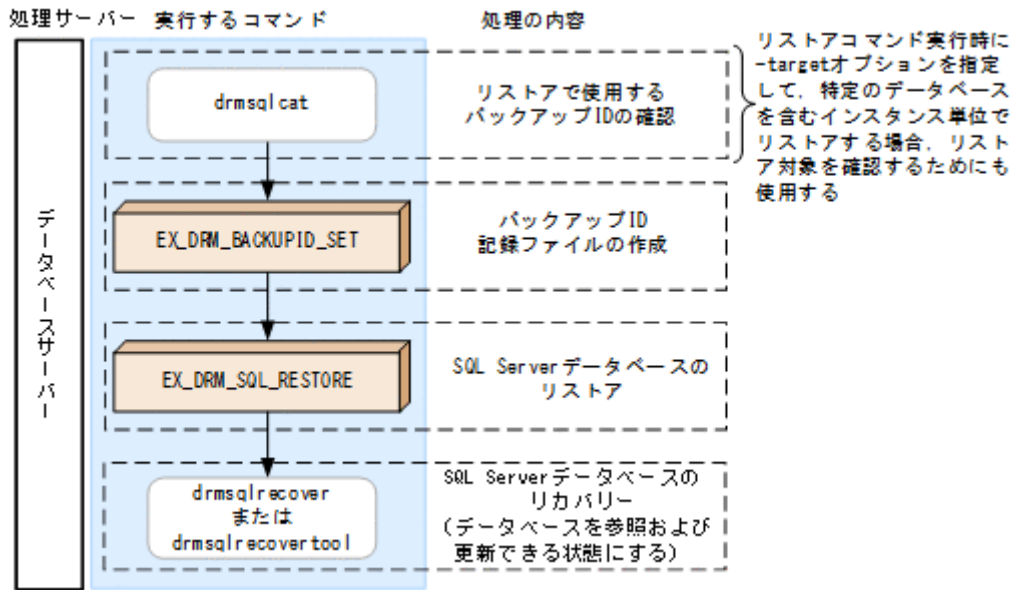 処理サーバー 実行するコマンド 処理の内容
データベースサーバー
drmsqlcat
リストアで使用する
バックアップIDの確認
リストアコマンド実行時に
-targetオプションを指定
して，特定のデータベース
を含むインスタンス単位で
リストアする場合，リスト
ア対象を確認するためにも
使用する
EX_DRM_BACKUPID_SET
バックアップID
記録ファイルの作成
EX_DRM_SQL_RESTORE
SQL Serverデータベースの
リストア
drmsqlrecover
または
drmsqlrecovertool
SQL Serverデータベースの
リカバリー
（データベースを参照および
更新できる状態にする）